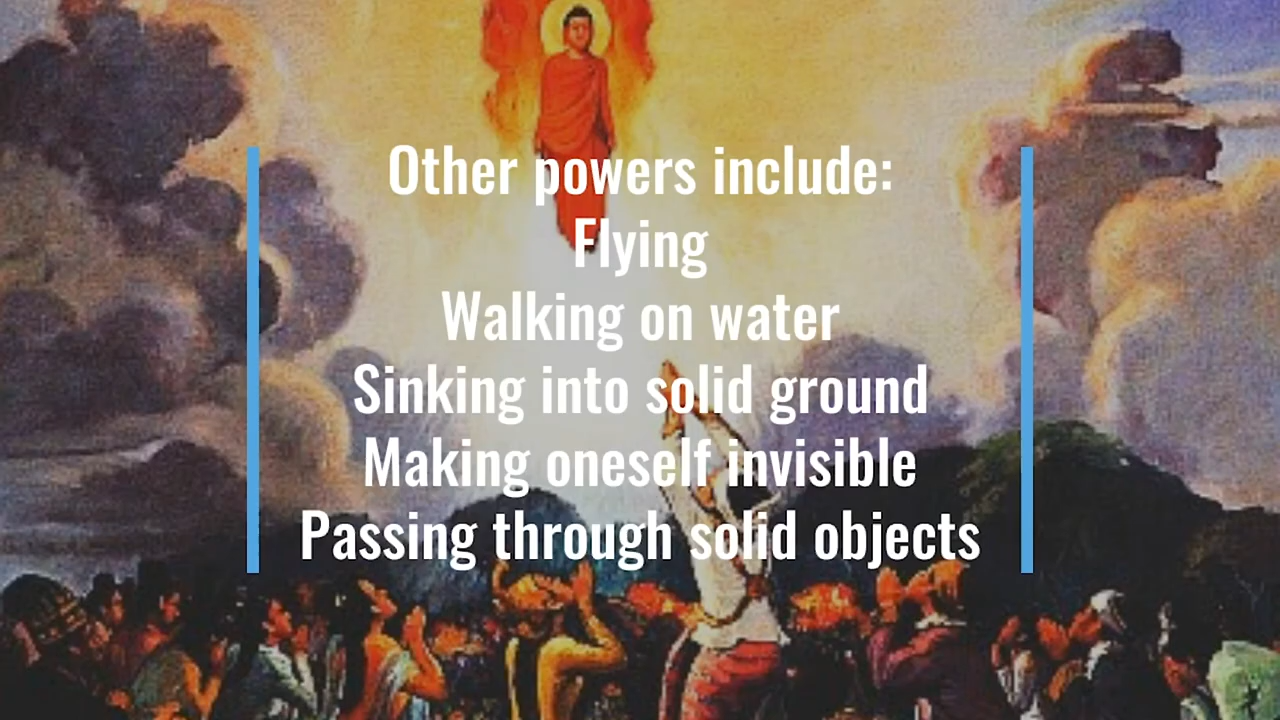 Other powers include:
Flying
Walking on water
Sinking into solid ground
Making oneself invisible
Passing through solid objects